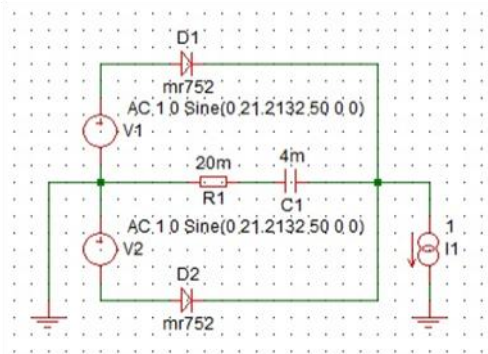 D1
mr752
AC 1 0 Sine(0 21.2132 50 0 0)
V1
20m
4m
R1
C1
AC 1 0 Sine(0 21.2132 50 0 0)
V2
1
I1
D2
mr752